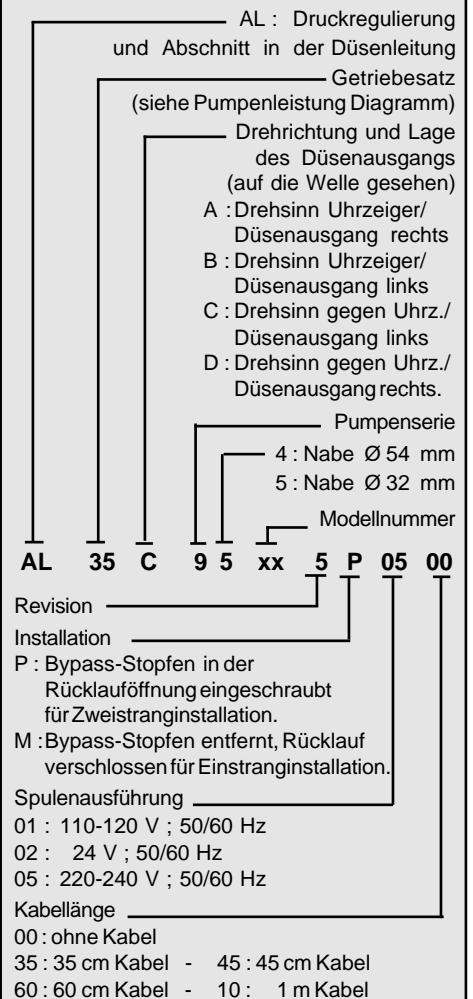 AL : Druckregulierung
und Abschnitt in der Düsenleitung
Getriebesatz
(siehe Pumpenleistung Diagramm)
Drehrichtung und Lage
des Düsenausgangs
(auf die Welle gesehen)
A : Drehsinn Uhrzeiger/
Düsenausgang rechts
B : Drehsinn Uhrzeiger/
Düsenausgang links
C : Drehsinn gegen Uhrz./
Düsenausgang links
D : Drehsinn gegen Uhrz./
Düsenausgang rechts.
Pumpenserie
4 : Nabe Ø 54 mm
5 : Nabe Ø 32 mm
Modellnummer
AL 35 C 9 5 xx 5 P 05 00
Revision
Installation
P : Bypass-Stopfen in der
Rücklauföffnung eingeschraubt
für Zweistranginstallation.
M : Bypass-Stopfen entfernt, Rücklauf
verschlossen für Einstranginstallation.
Spulenausführung
01 : 110-120 V ; 50/60 Hz
02 : 24 V ; 50/60 Hz
05 : 220-240 V ; 50/60 Hz
Kabellänge
00 : ohne Kabel
35 : 35 cm Kabel - 45 : 45 cm Kabel
60 : 60 cm Kabel - 10 : 1 m Kabel